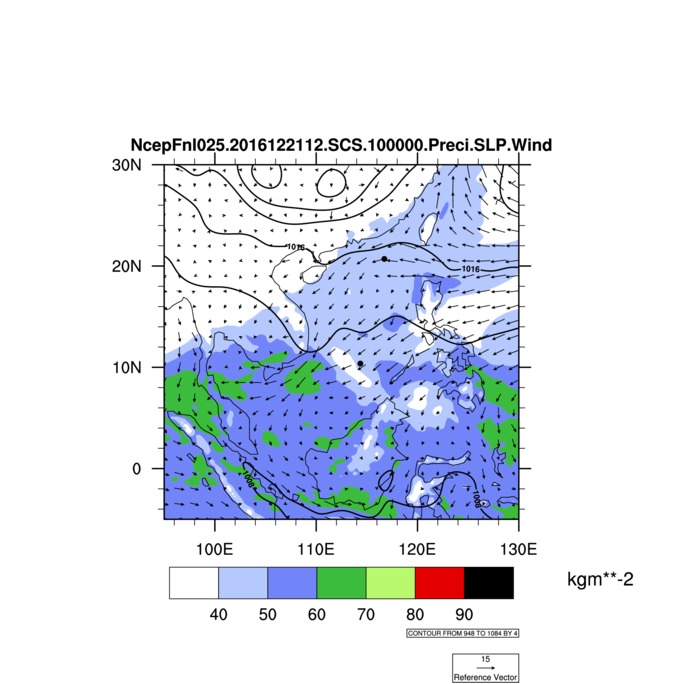 NcepFnl025.2016122112.SCS.100000.Preci.SLP.Wind
30N
1016
20N
1016
10N
0
1008
1008
100E 110E 120E 130E
kgm**-2
40 50 60 70 80 90
CONTOUR FROM 948 TO 1084 BY 4
15
Reference Vector